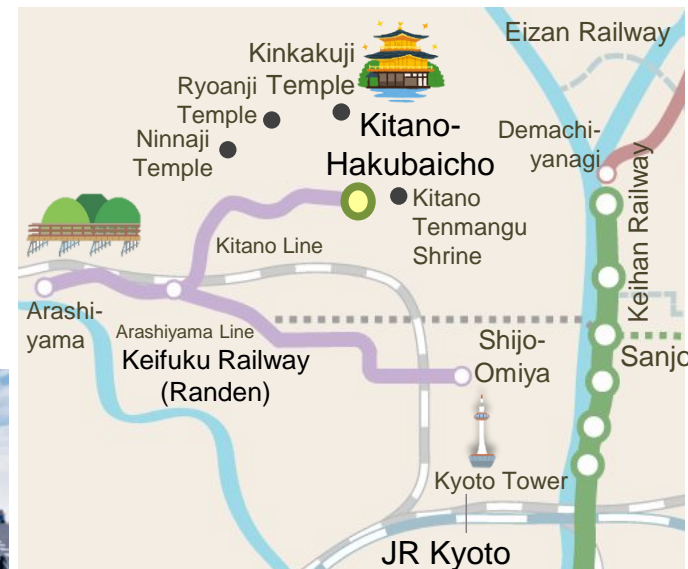 Eizan Railway
Kinkakuji
Temple
Ryoanji
Temple
Ninnaji
Temple
Kitano-
Hakubaicho
Demachi-
yanagi
Keihan Railway
Kitano
Tenmangu
Shrine
Kitano Line
Arashi-
yama
Arashiyama Line
Keifuku Railway
(Randen)
Shijo-
Omiya
Sanjo
Kyoto Tower
JR Kyoto